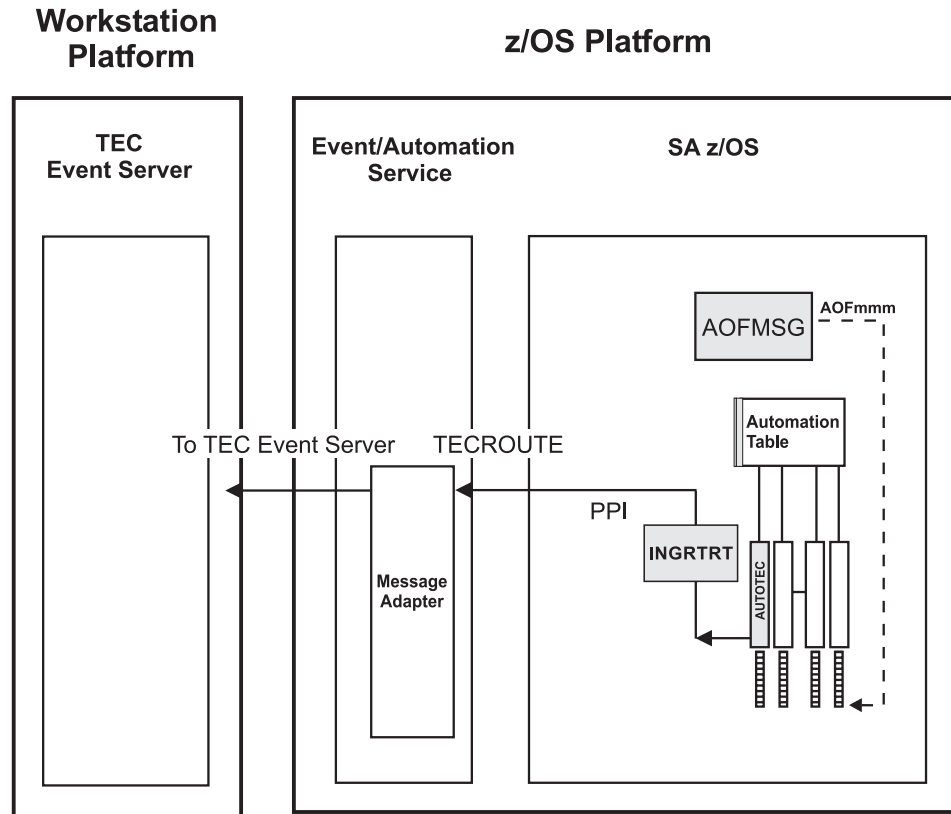 Workstation
Platform
z/OS Platform
TEC
Event Server
Event/Automation
Service
SA z/OS
AOFMSG
AOFmmm
Automation
Table
To TEC Event Server
TECROUTE
PPI
INGRTRT
AUTOTEC
Message
Adapter